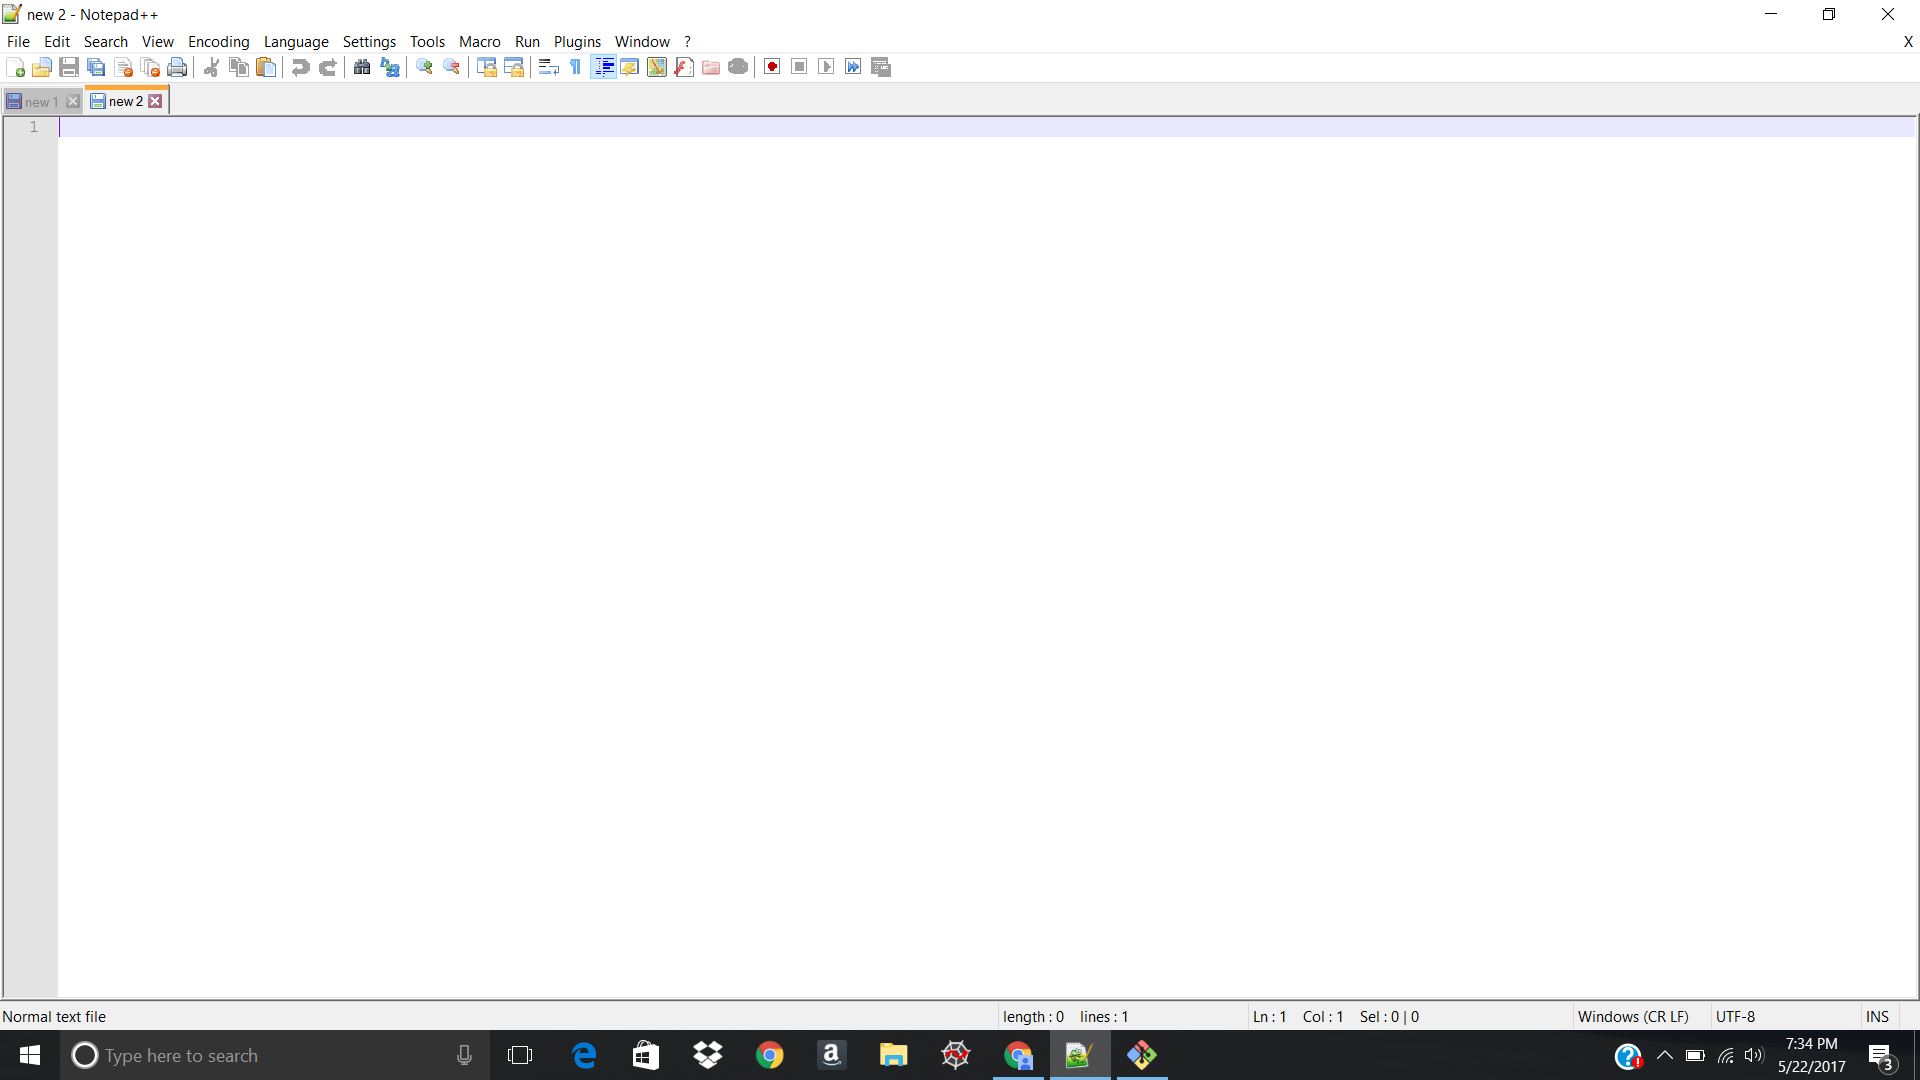 new 2 - Notepad++
File Edit Search View Encoding Language Settings Tools Macro Run Plugins Window ? X
new 1 new 2
1
Normal text file length : 0 lines : 1 Ln : 1 Col : 1 Sel : 0 | 0 Windows (CR LF) UTF-8 INS
Type here to search
7:34 PM
5/22/2017
3